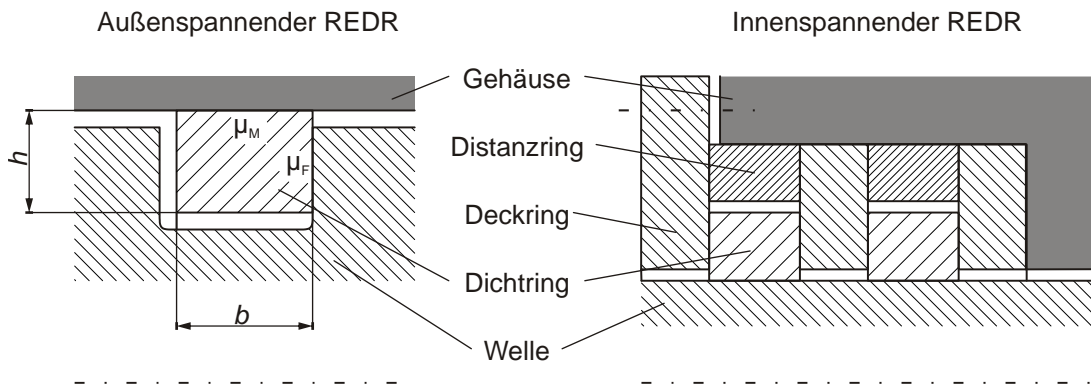 Außenspannender REDR
Innenspannender REDR
Gehäuse
Distanzring
Deckring
Dichtring
Welle
h
b
μM
μF